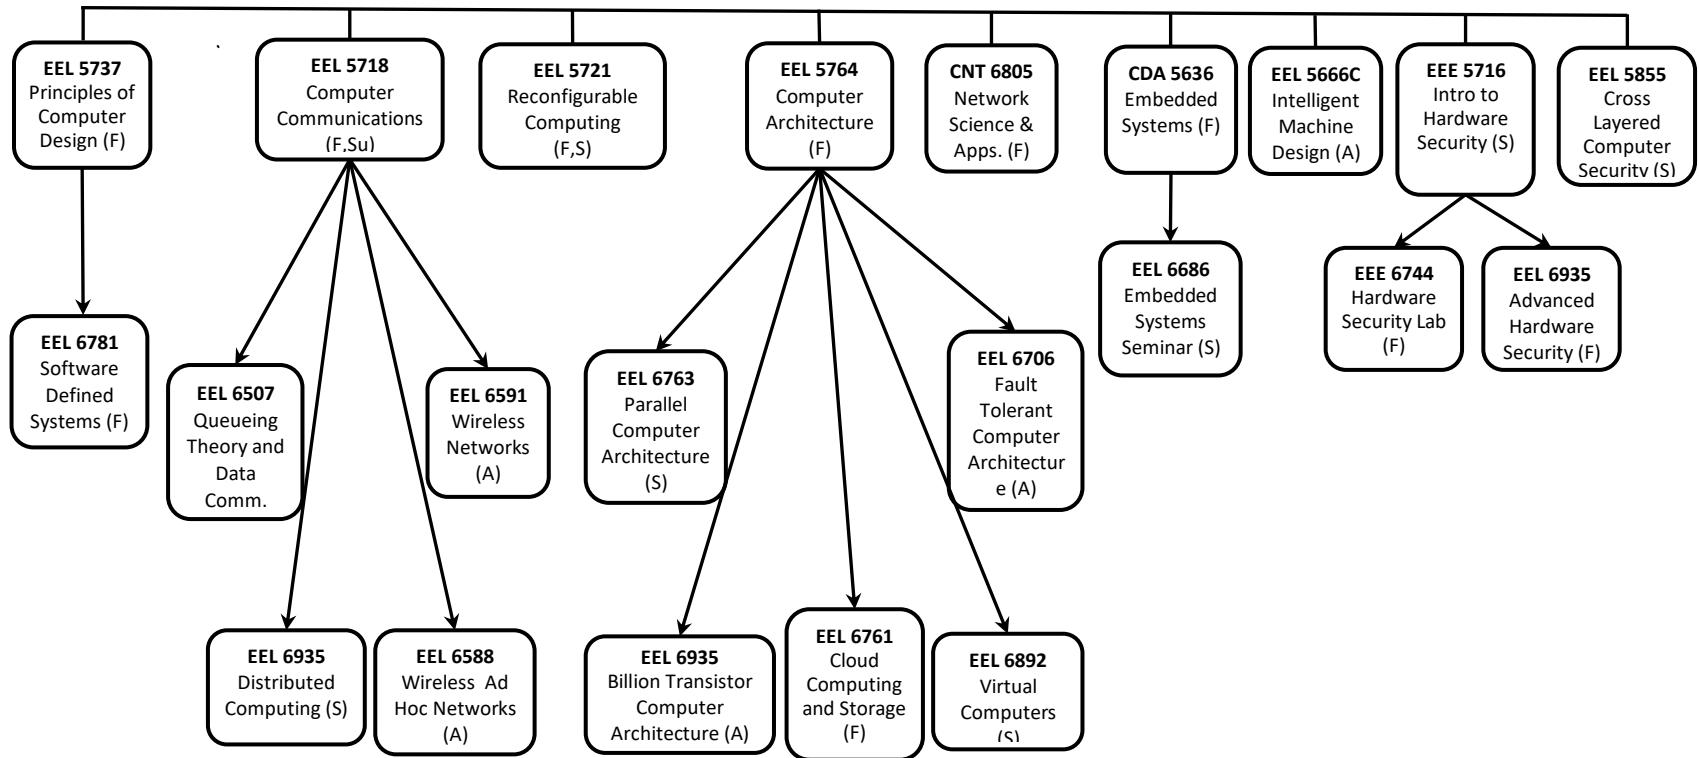 EEL 5737
Principles of
Computer
Design (F)
EEL 5718
Computer
Communications
(F,Su)
EEL 5721
Reconfigurable
Computing
(F,S)
EEL 5764
Computer
Architecture
(F)
CNT 6805
Network
Science &
Apps. (F)
CDA 5636
Embedded
Systems (F)
EEL 5666C
Intelligent
Machine
Design (A)
EEE 5716
Intro to
Hardware
Security (S)
EEL 5855
Cross
Layered
Computer
Security (S)
EEL 6781
Software
Defined
Systems (F)
EEL 6507
Queueing
Theory and
Data
Comm.
EEL 6591
Wireless
Networks
(A)
EEL 6763
Parallel
Computer
Architecture
(S)
EEL 6706
Fault
Tolerant
Computer
Architectur
e (A)
EEL 6686
Embedded
Systems
Seminar (S)
EEE 6744
Hardware
Security Lab
(F)
EEL 6935
Advanced
Hardware
Security (F)
EEL 6935
Distributed
Computing (S)
EEL 6588
Wireless Ad
Hoc Networks
(A)
EEL 6935
Billion Transistor
Computer
Architecture (A)
EEL 6761
Cloud
Computing
and Storage
(F)
EEL 6892
Virtual
Computers
(S)